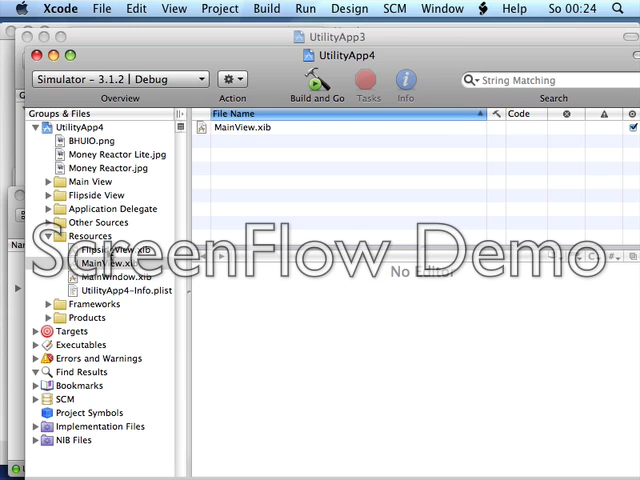 Xcode File Edit View Project Build Run Design SCM Window Help So 00:24
UtilityApp3
UtilityApp4
Simulator - 3.1.2 | Debug
String Matching
Overview Action Build and Go Tasks Info Search
Groups & Files
File Name Code
UtilityApp4
MainView.xib
BHUIO.png
Money Reactor Lite.jpg
Money Reactor.jpg
Main View
Flipside View
Application Delegate
Other Sources
Resources
FlipsideView.xib
MainView.xib
MainWindow.xib
UtilityApp4-Info.plist
Frameworks
Products
Targets
Executables
Errors and Warnings
Find Results
Bookmarks
SCM
Project Symbols
Implementation Files
NIB Files
No Editor
ScreenFlow Demo